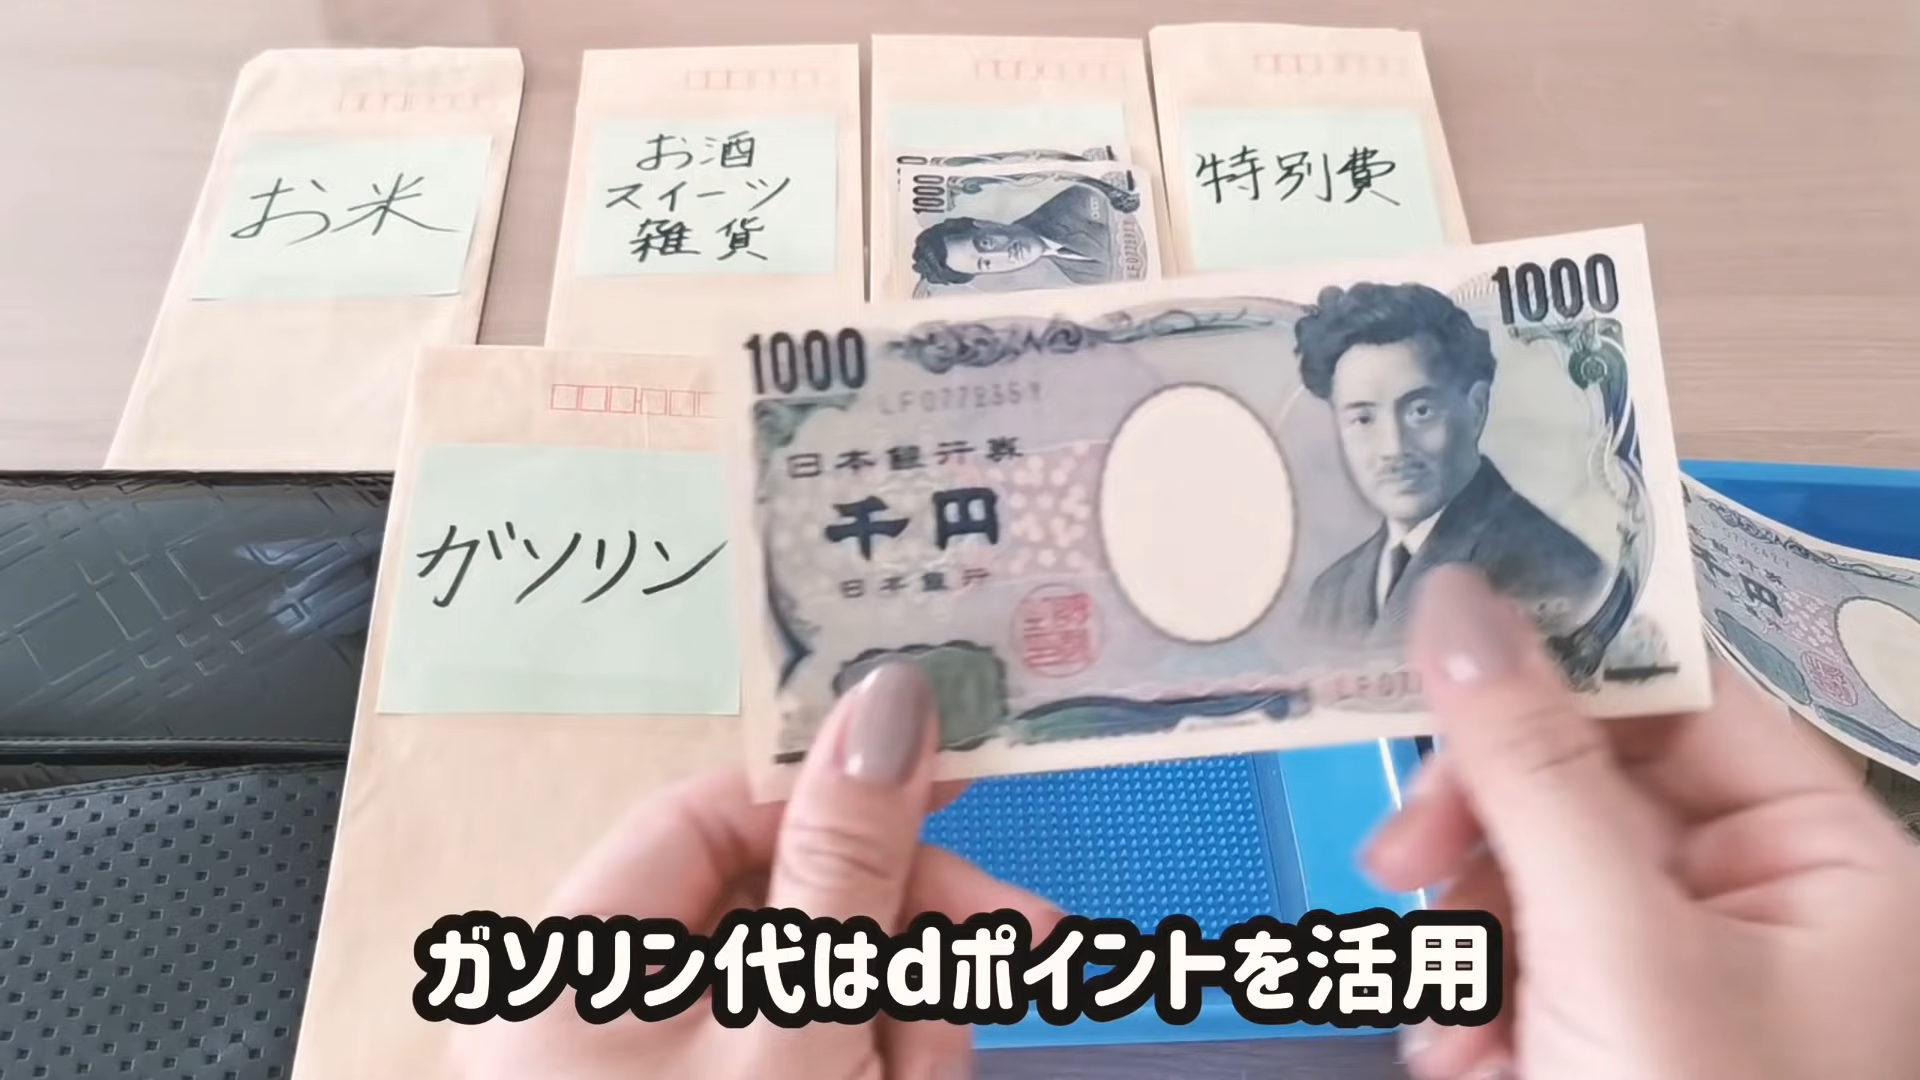 お米
お酒
スイーツ
雑貨
1000
特別費
ガソリン
1000
1000
LF077235Y
日本銀行券
千円
日本銀行
ガソリン代はdポイントを活用